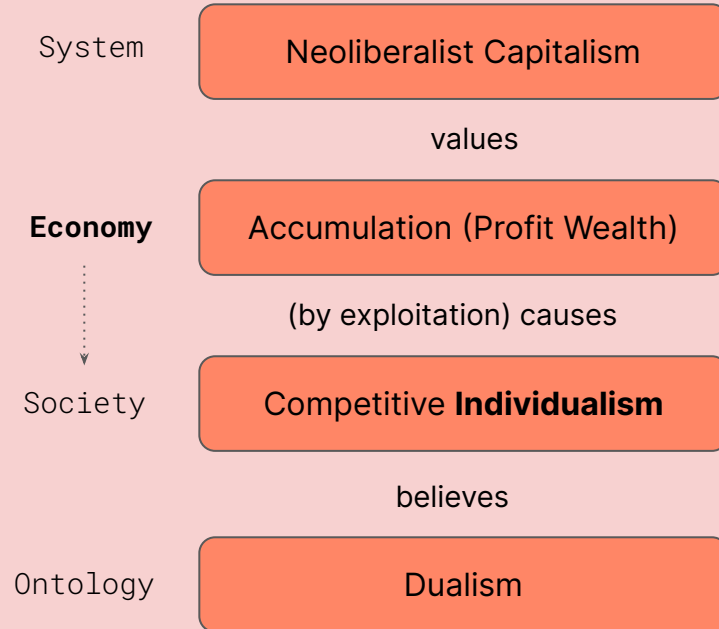 System
Neoliberalist Capitalism
values
Economy
Accumulation (Profit Wealth)
(by exploitation) causes
Society
Competitive Individualism
believes
Ontology
Dualism